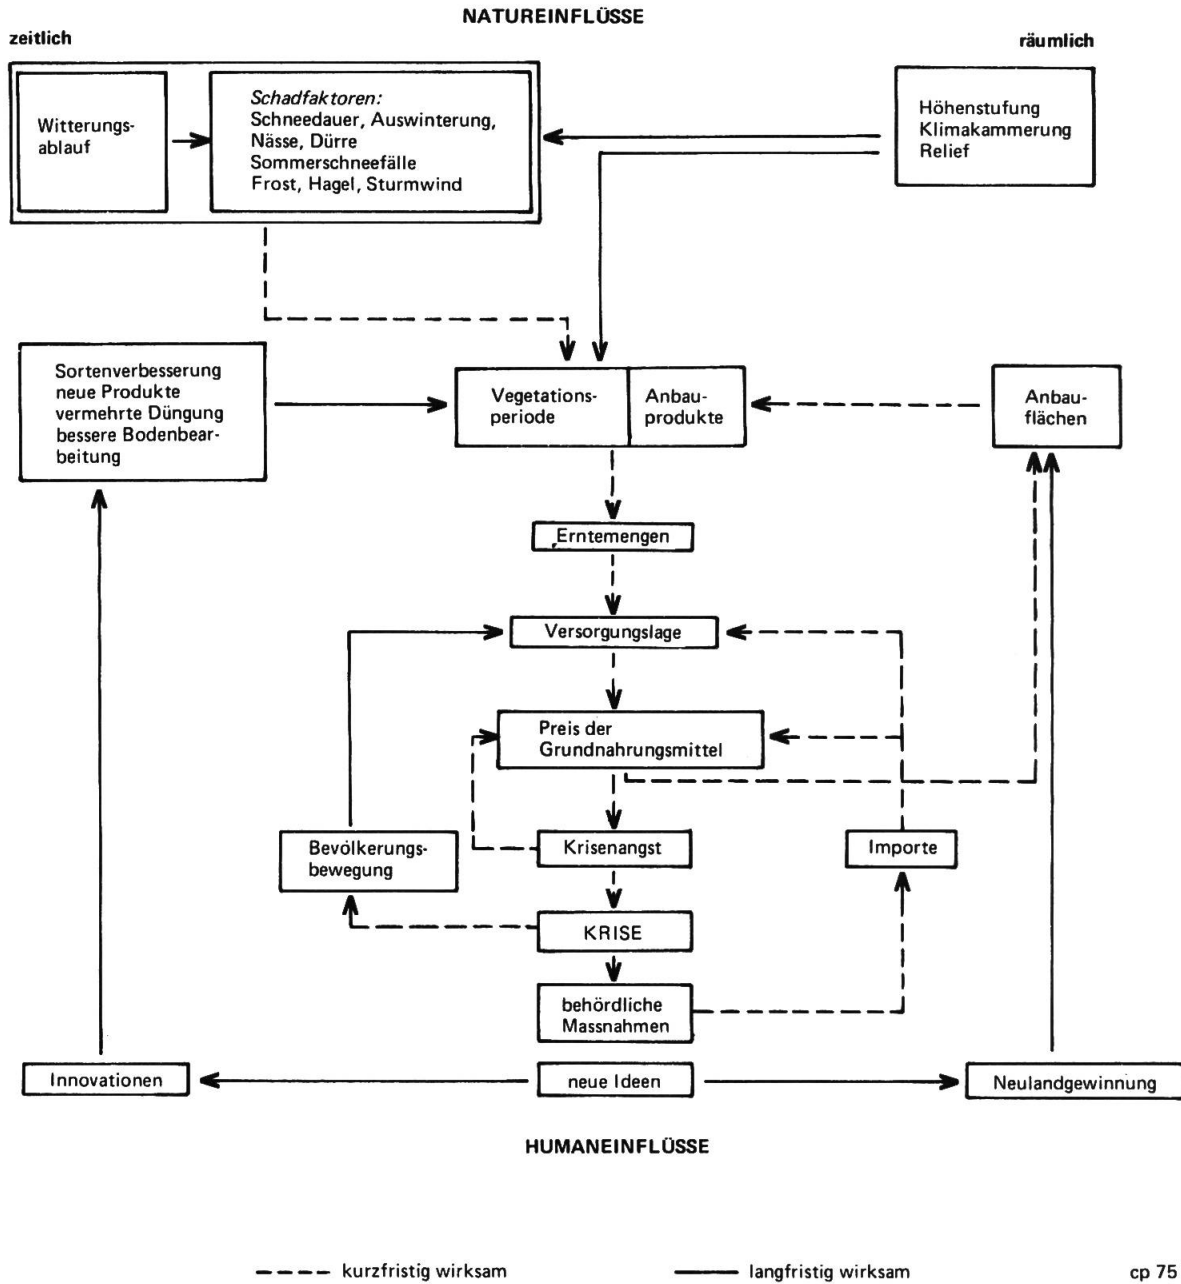 NATUREINFLÜSSE
zeitlich
räumlich
Witterungs-
ablauf
Schadfaktoren:
Schneedauer, Auswinterung,
Nässe, Dürre
Sommerschneefälle
Frost, Hagel, Sturmwind
Höhenstufung
Klimakammerung
Relief
Sortenverbesserung
neue Produkte
vermehrte Düngung
bessere Bodenbear-
beitung
Vegetations-
periode
Anbau-
produkte
Anbau-
flächen
Erntemengen
Versorgungslage
Preis der
Grundnahrungsmittel
Bevölkerungs-
bewegung
Krisenangst
Importe
KRISE
behördliche
Massnahmen
Innovationen
neue Ideen
Neulandgewinnung
HUMANEINFLÜSSE
kurzfristig wirksam
langfristig wirksam
cp 75